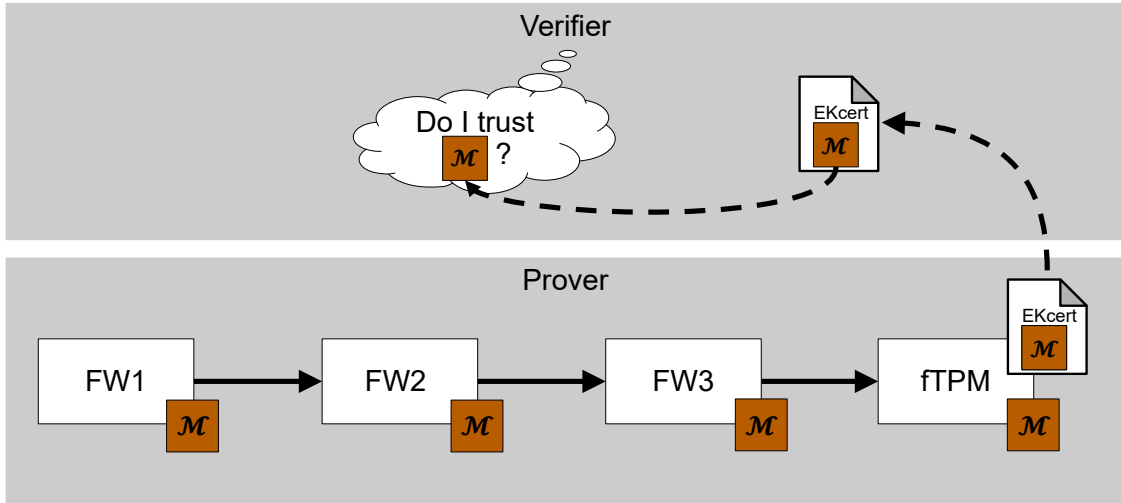 Verifier
Do I trust
ℳ ?
EKcert
ℳ
Prover
EKcert
ℳ
FW1
FW2
FW3
fTPM
ℳ
ℳ
ℳ
ℳ